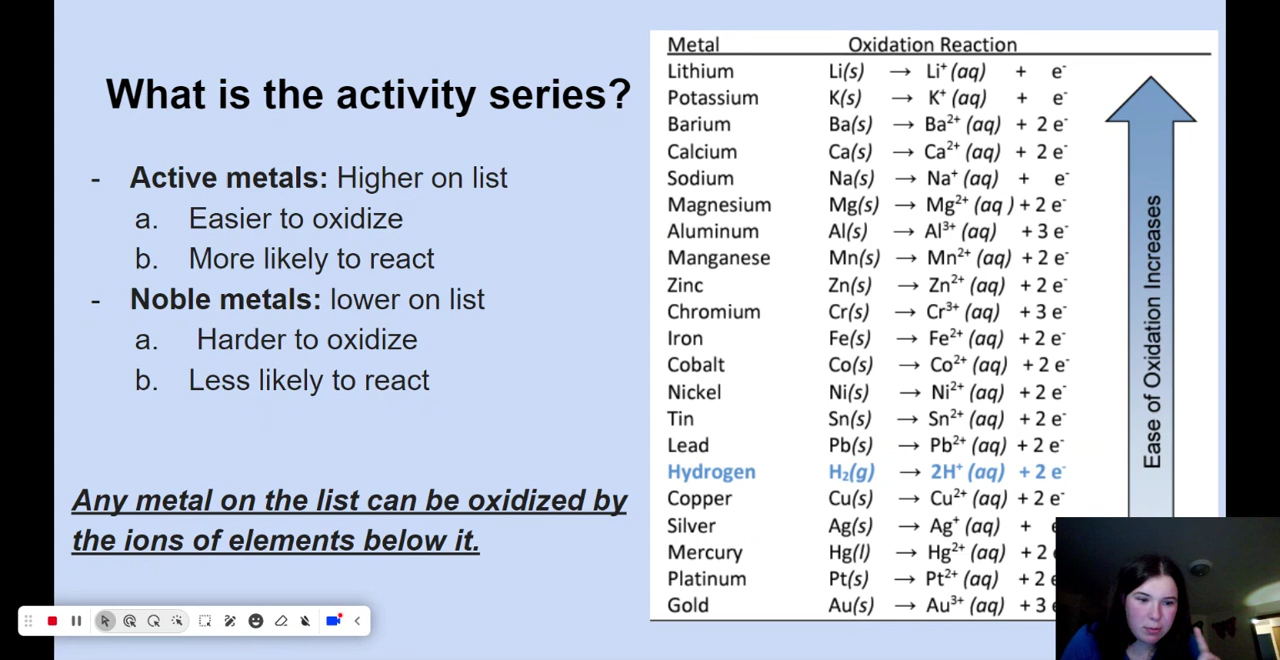 What is the activity series?
- Active metals: Higher on list
a. Easier to oxidize
b. More likely to react
- Noble metals: lower on list
a. Harder to oxidize
b. Less likely to react
Any metal on the list can be oxidized by
the ions of elements below it.
Metal Oxidation Reaction
Lithium Li(s) → Li⁺ (aq) + e⁻
Potassium K(s) → K⁺ (aq) + e⁻
Barium Ba(s) → Ba²⁺ (aq) + 2 e⁻
Calcium Ca(s) → Ca²⁺ (aq) + 2 e⁻
Sodium Na(s) → Na⁺ (aq) + e⁻
Magnesium Mg(s) → Mg²⁺ (aq ) + 2 e⁻
Aluminum Al(s) → Al³⁺ (aq) + 3 e⁻
Manganese Mn(s) → Mn²⁺ (aq) + 2 e⁻
Zinc Zn(s) → Zn²⁺ (aq) + 2 e⁻
Chromium Cr(s) → Cr³⁺ (aq) + 3 e⁻
Iron Fe(s) → Fe²⁺ (aq) + 2 e⁻
Cobalt Co(s) → Co²⁺ (aq) + 2 e⁻
Nickel Ni(s) → Ni²⁺ (aq) + 2 e⁻
Tin Sn(s) → Sn²⁺ (aq) + 2 e⁻
Lead Pb(s) → Pb²⁺ (aq) + 2 e⁻
Hydrogen H₂(g) → 2H⁺ (aq) + 2 e⁻
Copper Cu(s) → Cu²⁺ (aq) + 2 e⁻
Silver Ag(s) → Ag⁺ (aq) +
Mercury Hg(l) → Hg²⁺ (aq) + 2
Platinum Pt(s) → Pt²⁺ (aq) + 2
Gold Au(s) → Au³⁺ (aq) + 3
Ease of Oxidation Increases